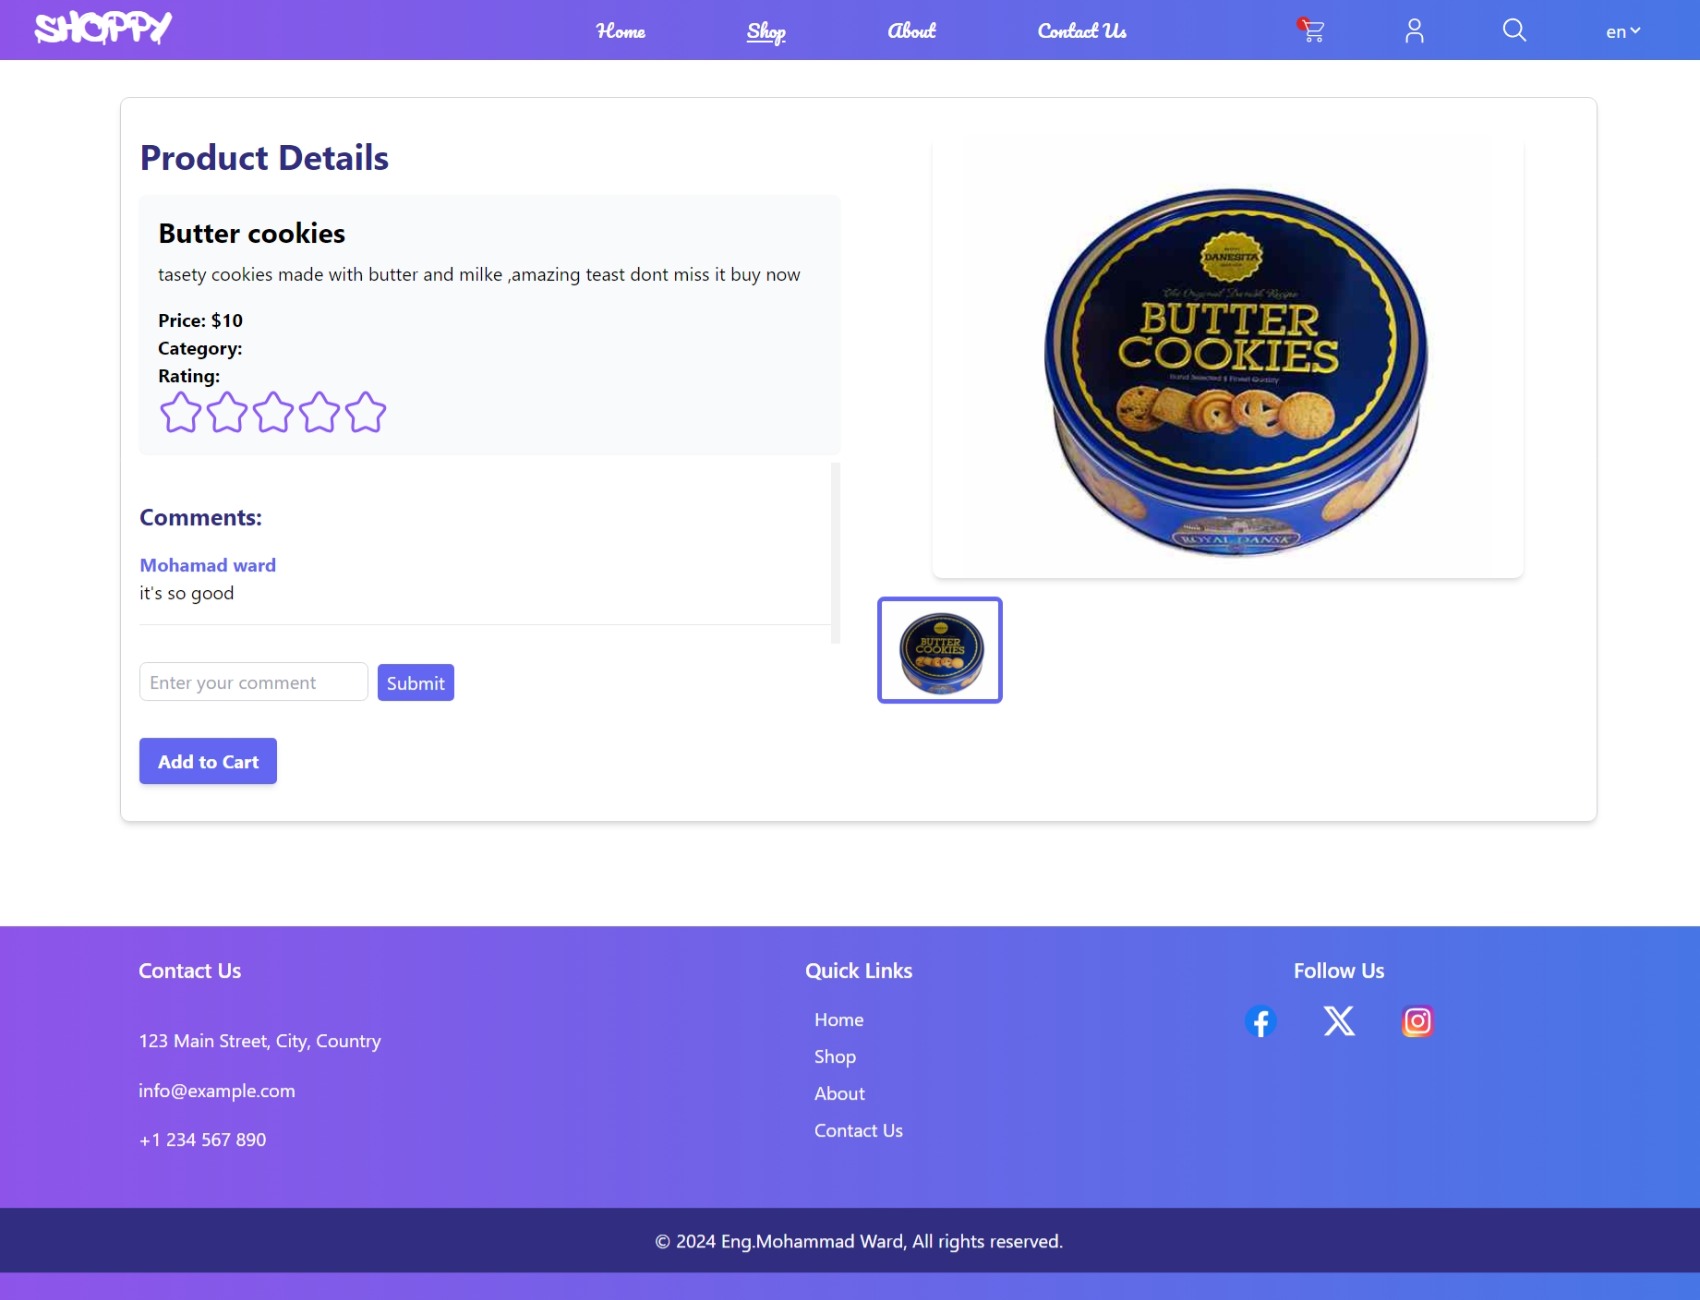 SHOPPY
Home
Shop
About
Contact Us
en
Product Details
Butter cookies
tasety cookies made with butter and milke ,amazing teast dont miss it buy now
Price: $10
Category:
Rating:
DANESITA
The Original Danish Recipe
BUTTER
COOKIES
ROYAL DANSK
BUTTER
COOKIES
Comments:
Mohamad ward
it's so good
Enter your comment
Submit
Add to Cart
Contact Us
123 Main Street, City, Country
info@example.com
+1 234 567 890
Quick Links
Home
Shop
About
Contact Us
Follow Us
© 2024 Eng.Mohammad Ward, All rights reserved.